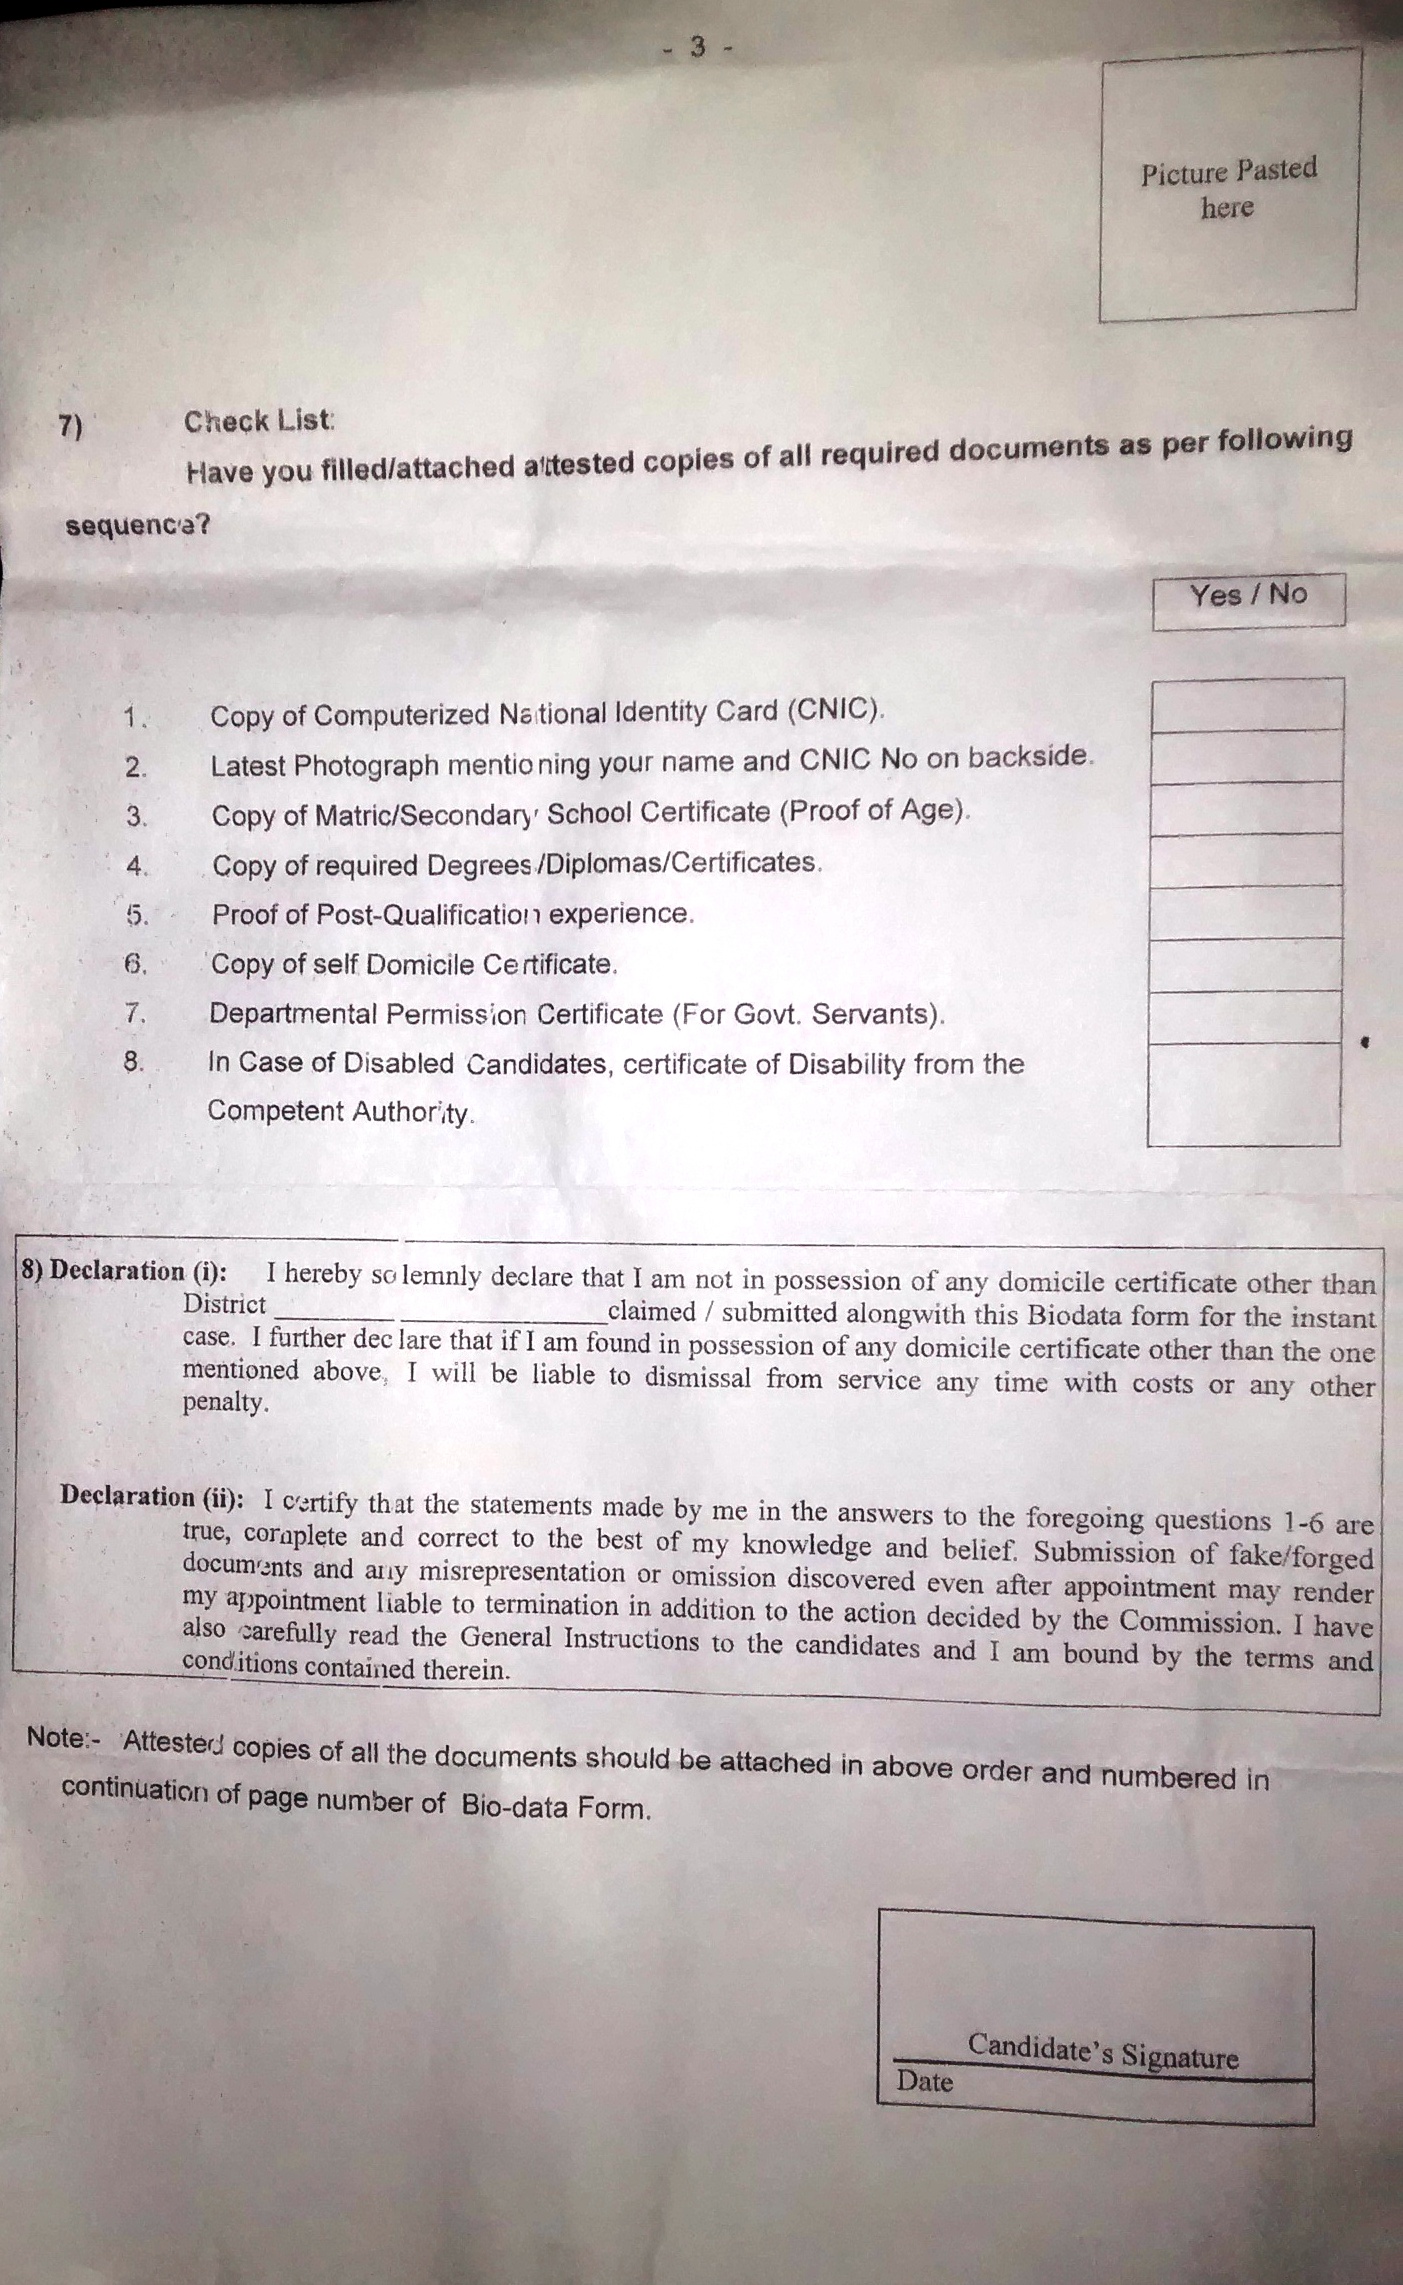 - 3 -
Picture Pasted
here
7) Check List:
Have you filled/attached attested copies of all required documents as per following
sequence?
Yes / No
1. Copy of Computerized National Identity Card (CNIC).
2. Latest Photograph mentioning your name and CNIC No on backside.
3. Copy of Matric/Secondary School Certificate (Proof of Age).
4. Copy of required Degrees/Diplomas/Certificates.
5. Proof of Post-Qualification experience.
6. Copy of self Domicile Certificate.
7. Departmental Permission Certificate (For Govt. Servants).
8. In Case of Disabled Candidates, certificate of Disability from the
Competent Authority.
8) Declaration (i): I hereby solemnly declare that I am not in possession of any domicile certificate other than
District ______________________ claimed / submitted alongwith this Biodata form for the instant
case. I further declare that if I am found in possession of any domicile certificate other than the one
mentioned above, I will be liable to dismissal from service any time with costs or any other
penalty.
Declaration (ii): I certify that the statements made by me in the answers to the foregoing questions 1-6 are
true, complete and correct to the best of my knowledge and belief. Submission of fake/forged
documents and any misrepresentation or omission discovered even after appointment may render
my appointment liable to termination in addition to the action decided by the Commission. I have
also carefully read the General Instructions to the candidates and I am bound by the terms and
conditions contained therein.
Note:- Attested copies of all the documents should be attached in above order and numbered in
continuation of page number of Bio-data Form.
Candidate's Signature
Date